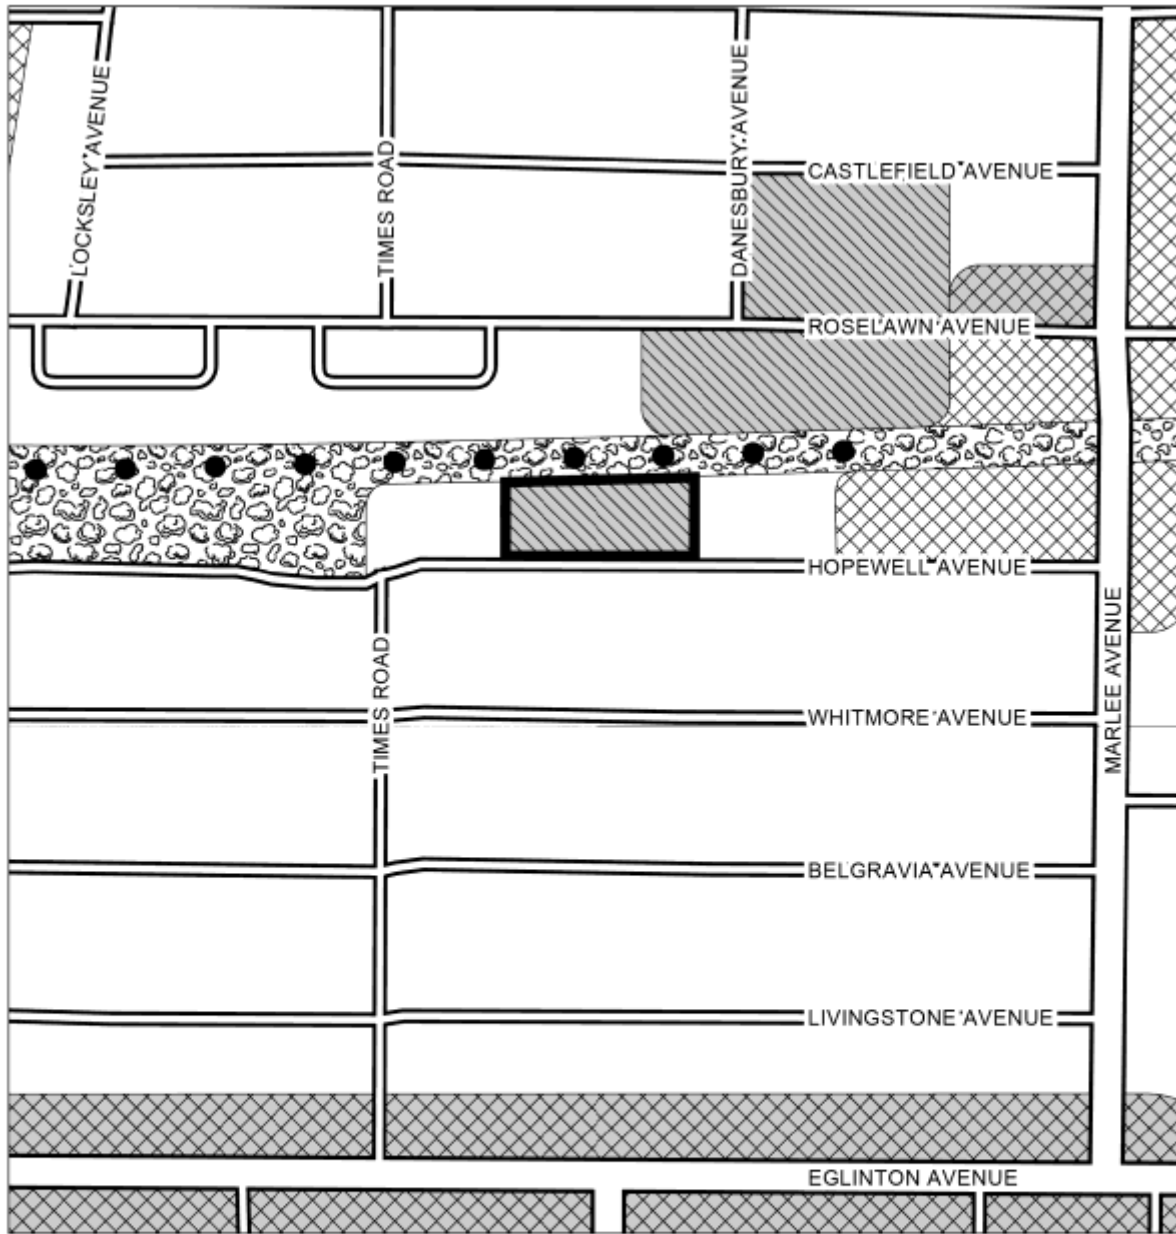 LOCKSLEY AVENUE
TIMES ROAD
DANESBURY AVENUE
CASTLEFIELD AVENUE
ROSELAWN AVENUE
HOPEWELL AVENUE
MARLEE AVENUE
TIMES ROAD
WHITMORE AVENUE
BELGRAVIA AVENUE
LIVINGSTONE AVENUE
EGLINTON AVENUE